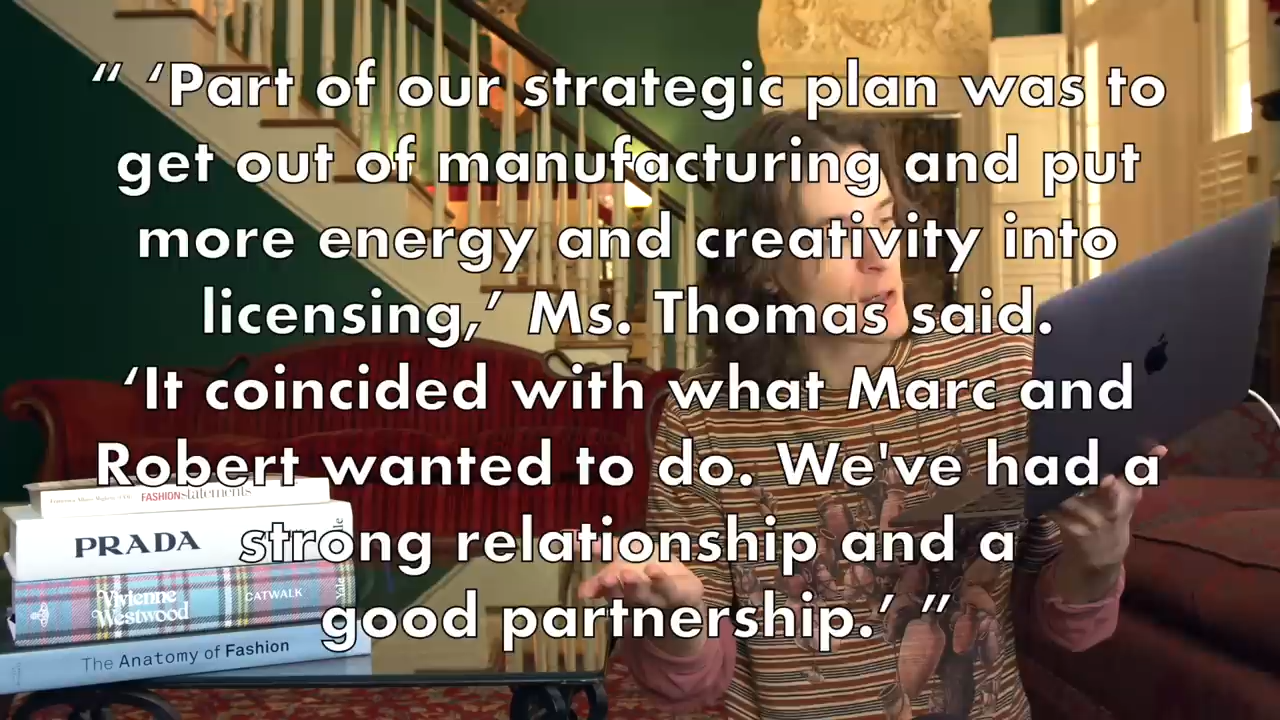 “ ‘Part of our strategic plan was to
get out of manufacturing and put
more energy and creativity into
licensing,’ Ms. Thomas said.
‘It coincided with what Marc and
Robert wanted to do. We've had a
strong relationship and a
good partnership.’ ”
FASHIONstatements
PRADA
Vivienne
Westwood
CATWALK
Yale
The Anatomy of Fashion